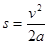 s = v²/2a